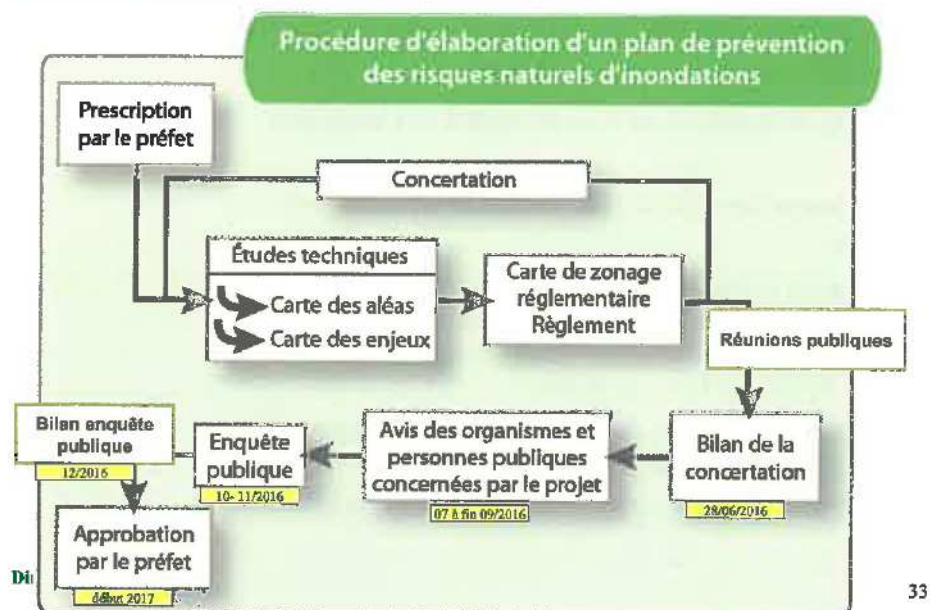 Procédure d'élaboration d'un plan de prévention
des risques naturels d'inondations
Prescription
par le préfet
Concertation
Études techniques
Carte des aléas
Carte des enjeux
Carte de zonage
réglementaire
Règlement
Réunions publiques
Bilan de la
concertation
28/06/2016
Avis des organismes et
personnes publiques
concernées par le projet
07 à fin 09/2016
Enquête
publique
10- 11/2016
Bilan enquête
publique
12/2016
Approbation
par le préfet
début 2017
33